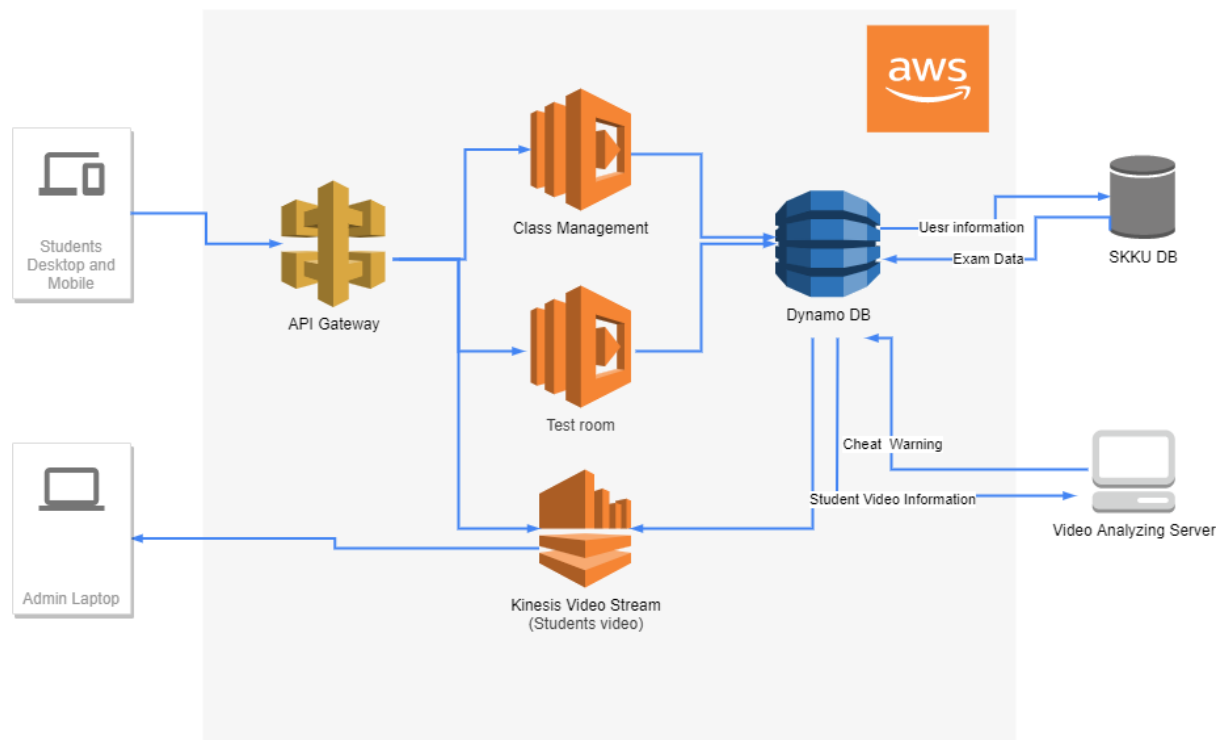 aws
Students
Desktop and
Mobile
API Gateway
Class Management
Test room
Kinesis Video Stream
(Students video)
Dynamo DB
Uesr information
Exam Data
SKKU DB
Cheat Warning
Student Video Information
Video Analyzing Server
Admin Laptop